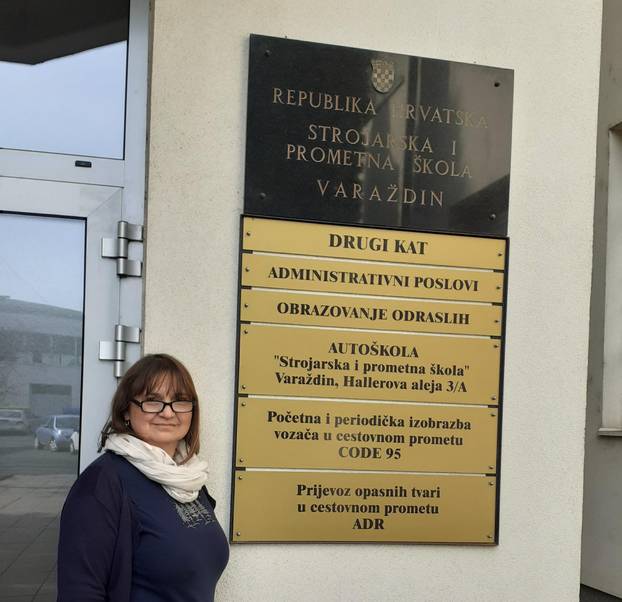 REPUBLIKA HRVATSKA
STROJARSKA I
PROMETNA ŠKOLA
VARAŽDIN
DRUGI KAT
ADMINISTRATIVNI POSLOVI
OBRAZOVANJE ODRASLIH
AUTOŠKOLA
"Strojarska i prometna škola"
Varaždin, Hallerova aleja 3/A
Početna i periodička izobrazba
vozača u cestovnom prometu
CODE 95
Prijevoz opasnih tvari
u cestovnom prometu
ADR